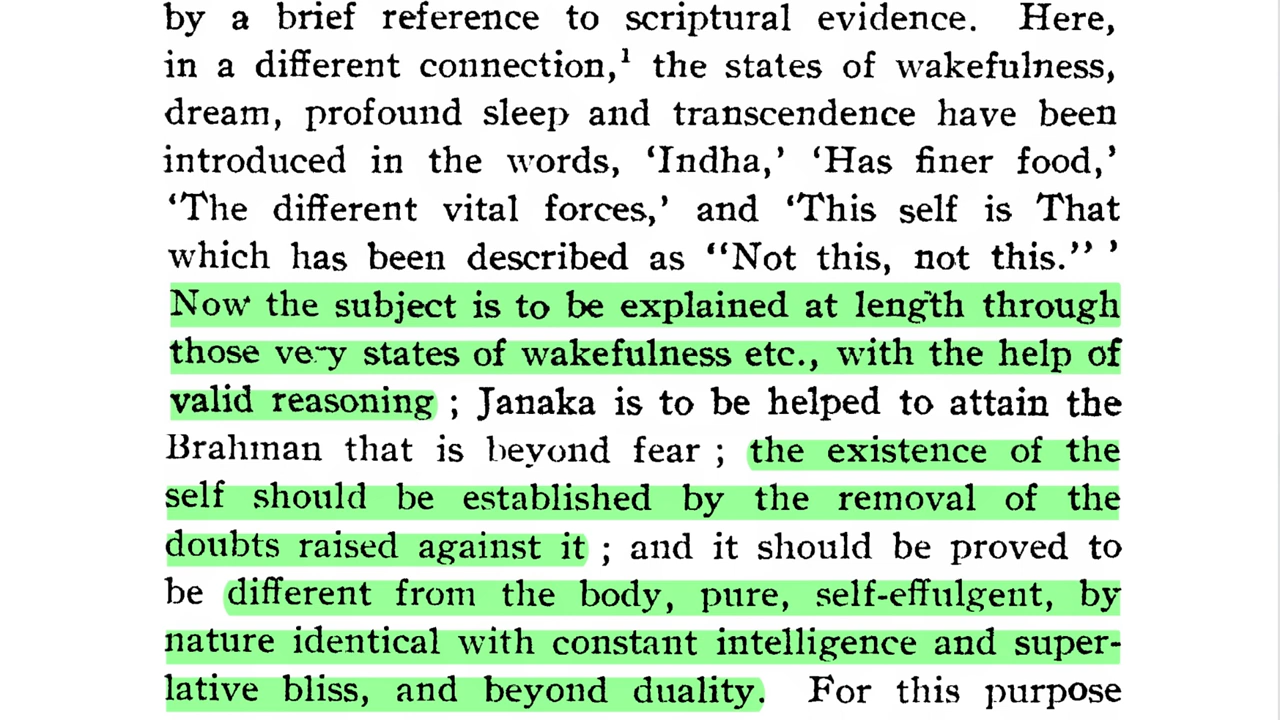 by a brief reference to scriptural evidence. Here,
in a different connection,¹ the states of wakefulness,
dream, profound sleep and transcendence have been
introduced in the words, ‘Indha,’ ‘Has finer food,’
‘The different vital forces,’ and ‘This self is That
which has been described as “Not this, not this.” ’
Now the subject is to be explained at length through
those very states of wakefulness etc., with the help of
valid reasoning ; Janaka is to be helped to attain the
Brahman that is beyond fear ; the existence of the
self should be established by the removal of the
doubts raised against it ; and it should be proved to
be different from the body, pure, self-effulgent, by
nature identical with constant intelligence and super-
lative bliss, and beyond duality. For this purpose